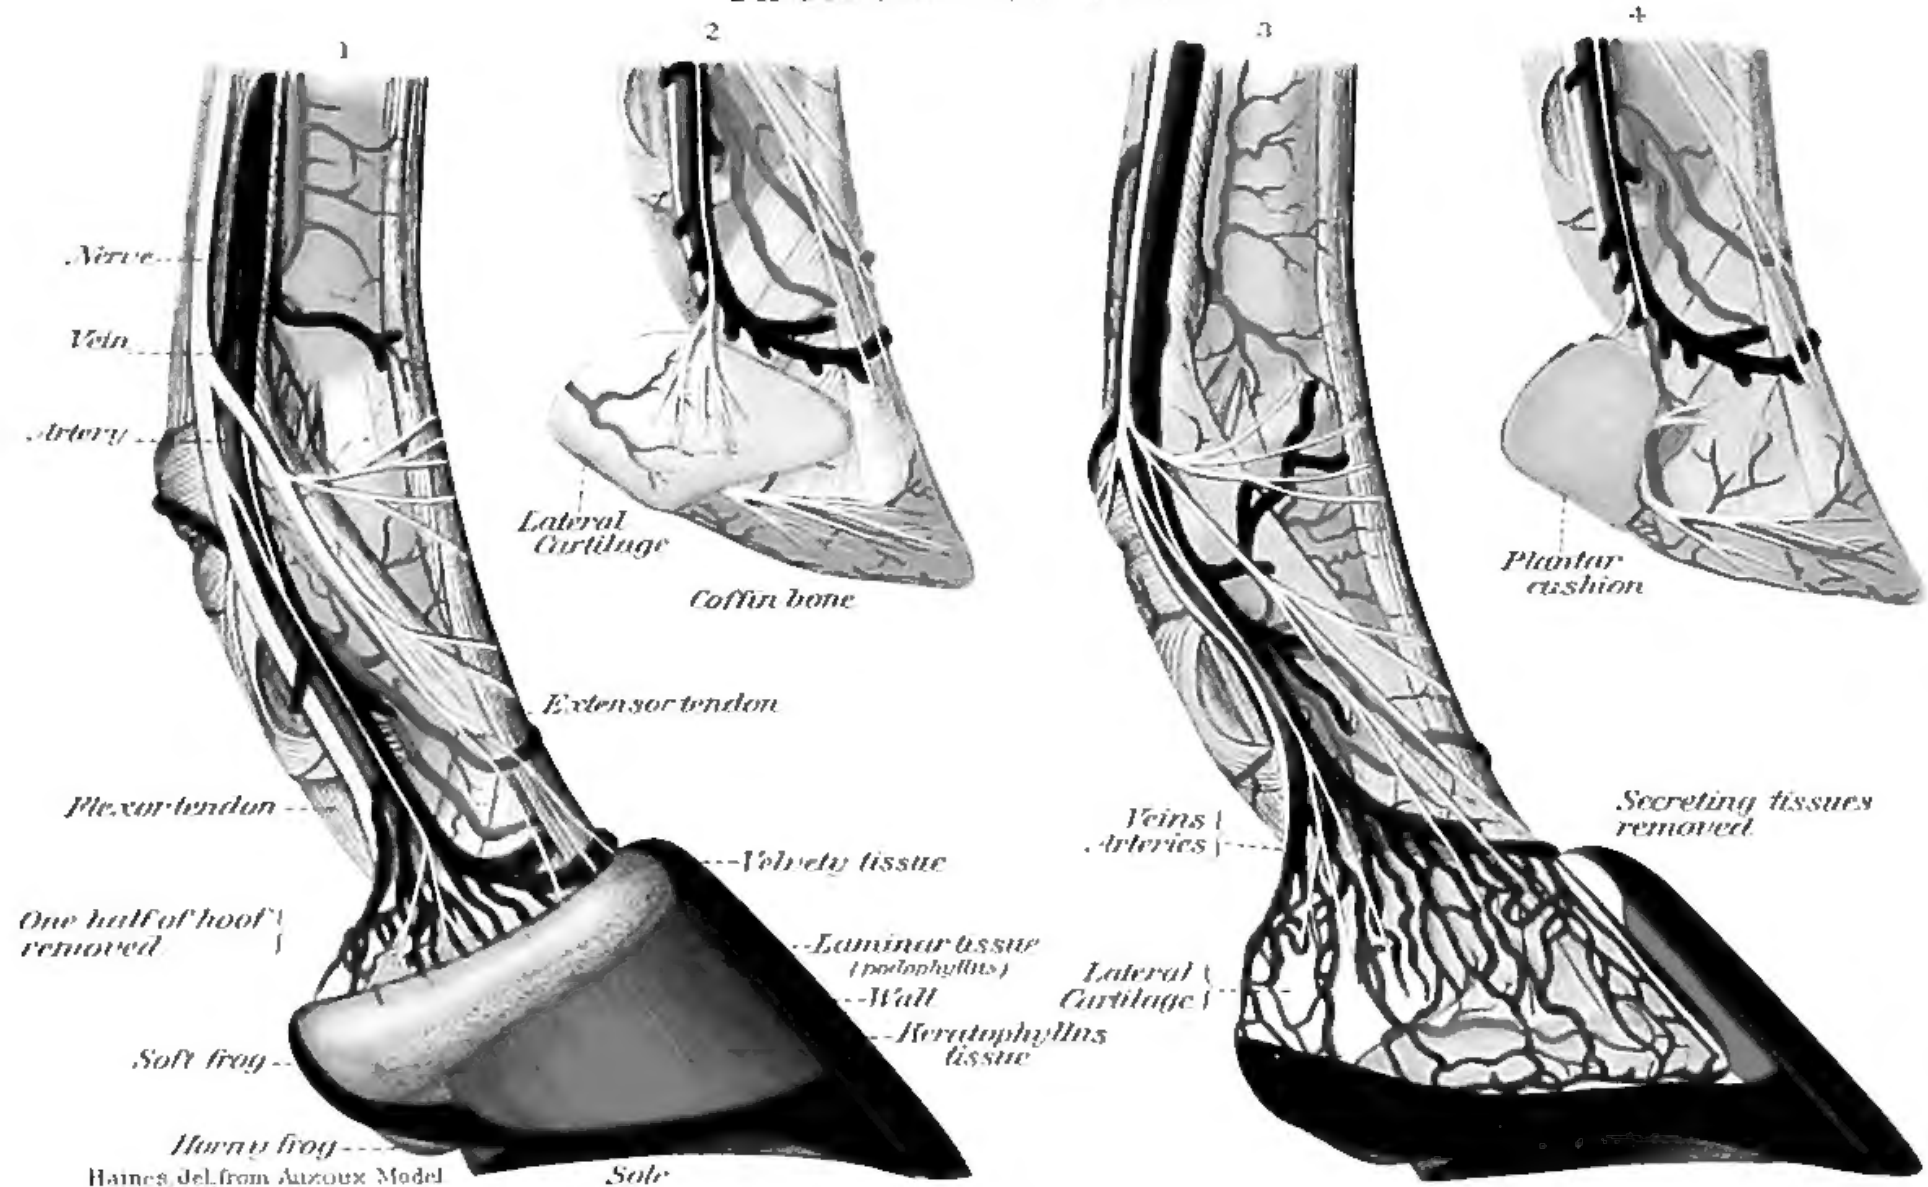 1
2
3
4
Nerve
Vein
Artery
Lateral
Cartilage
Coffin bone
Plantar
cushion
Extensor tendon
Flexor tendon
Velvety tissue
One half of hoof
removed
Laminar tissue
(podophyllus)
Wall
Keratophyllus
tissue
Soft frog
Horny frog
Sole
Haines, del. from Auzoux Model
Veins
Arteries
Secreting tissues
removed
Lateral
Cartilage